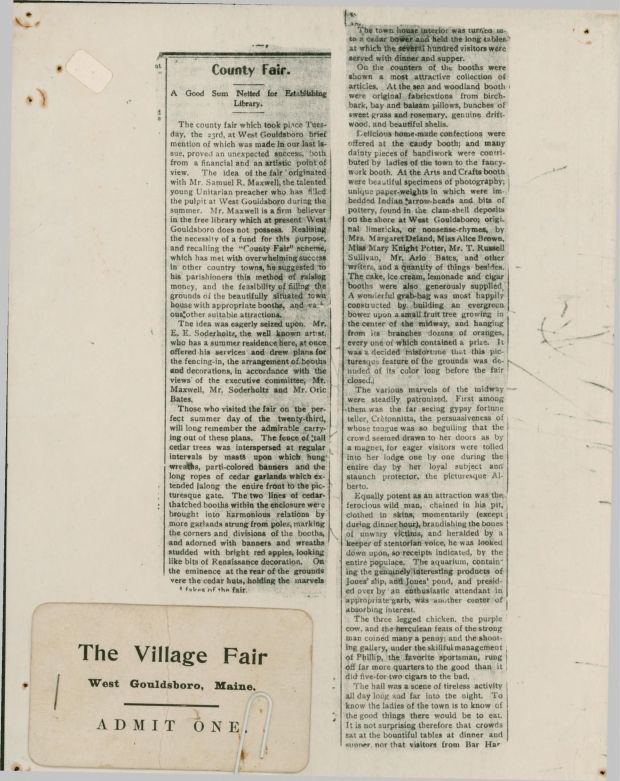 County Fair.
A Good Sum Netted for Establishing
Library.
The county fair which took place Tues-
day, the 23rd, at West Gouldsboro brief
mention of which was made in our last is-
sue, proved an unexpected success, both
from a financial and an artistic point of
view. The idea of the fair originated
with Mr. Samuel R. Maxwell, the talented
young Unitarian preacher who has filled
the pulpit at West Gouldsboro during the
summer. Mr. Maxwell is a firm believer
in the free library which at present West
Gouldsboro does not possess. Realising
the necessity of a fund for this purpose,
and recalling the "County Fair" scheme,
which has met with overwhelming success
in other country towns, he suggested to
his parishioners this method of raising
money, and the feasibility of filling the
grounds of the beautifully situated town
house with appropriate booths, and va
ous other suitable attractions.
The idea was eagerly seized upon. Mr.
E. E. Soderholtz, the well known artist,
who has a summer residence here, at once
offered his services and drew plans for
the fencing-in, the arrangement of booths
and decorations, in accordance with the
views of the executive committee, Mr.
Maxwell, Mr. Soderholtz and Mr. Oric
Bates.
Those who visited the fair on the per-
fect summer day of the twenty-third,
will long remember the admirable carry-
ing out of these plans. The fence of tall
cedar trees was interspersed at regular
intervals by masts upon which hung
wreaths, parti-colored banners and the
long ropes of cedar garlands which ex-
tended along the entire front to the pic-
turesque gate. The two lines of cedar-
thatched booths within the enclosure were
brought into harmonious relations by
more garlands strung from poles, marking
the corners and divisions of the booths,
and adorned with banners and wreaths
studded with bright red apples, looking
like bits of Renaissance decoration. On
the eminence at the rear of the grounds
were the cedar huts, holding the marvels
fakes of the fair.
The town house interior was turned in-
to a cedar bower and held the long tables
at which the several hundred visitors were
served with dinner and supper.
On the counters of the booths were
shown a most attractive collection of
articles. At the sea and woodland booth
were original fabrications from birch-
bark, bay and balsam pillows, bunches of
sweet grass and rosemary, genuine drift-
wood, and beautiful shells.
Delicious home-made confections were
offered at the candy booth; and many
dainty pieces of handiwork were contri-
buted by ladies of the town to the fancy-
work booth. At the Arts and Crafts booth
were beautiful specimens of photography;
unique paper-weights in which were im-
bedded Indian arrow-heads and bits of
pottery, found in the clam-shell deposits
on the shore at West Gouldsboro; origi-
nal limericks, or nonsense-rhymes, by
Mrs. Margaret Deland, Miss Alice Brown,
Miss Mary Knight Potter, Mr. T. Russell
Sullivan, Mr. Arlo Bates, and other
writers, and a quantity of things besides.
The cake, ice cream, lemonade and cigar
booths were also generously supplied.
A wonderful grab-bag was most happily
constructed by building an evergreen
bower upon a small fruit tree growing in
the center of the midway, and hanging
from its branches dozens of oranges,
every one of which contained a prize. It
was a decided misfortune that this pic-
turesque feature of the grounds was de-
nuded of its color long before the fair
closed.
The various marvels of the midway
were steadily patronized. First among
them was the far seeing gypsy fortune
teller, Cretonnitta, the persuasiveness of
whose tongue was so beguiling that the
crowd seemed drawn to her doors as by
a magnet, for eager visitors were tolled
into her lodge one by one during the
entire day by her loyal subject and
staunch protector, the picturesque Al-
berto.
Equally potent as an attraction was the
ferocious wild man, chained in his pit,
clothed in skins, momentarily (except
during dinner hour), brandishing the bones
of unwary victims, and heralded by a
keeper of stentorian voice, he was looked
down upon, so receipts indicated, by the
entire populace. The aquarium, contain-
ing the genuinely interesting products of
Jones' slip, and Jones' pond, and presid-
ed over by an enthusiastic attendant in
appropriate garb, was another center of
absorbing interest.
The three legged chicken, the purple
cow, and the herculean feats of the strong
man coined many a penny; and the shoot-
ing gallery, under the skillful management
of Phillip, the favorite sportsman, rung
off far more quarters to the good than it
did five-for-two cigars to the bad.
The hall was a scene of tireless activity
all day long and far into the night. To
know the ladies of the town is to know of
the good things there would be to eat.
It is not surprising therefore that crowds
sat at the bountiful tables at dinner and
supper, nor that visitors from Bar Har
The Village Fair
West Gouldsboro, Maine.
ADMIT ONE.